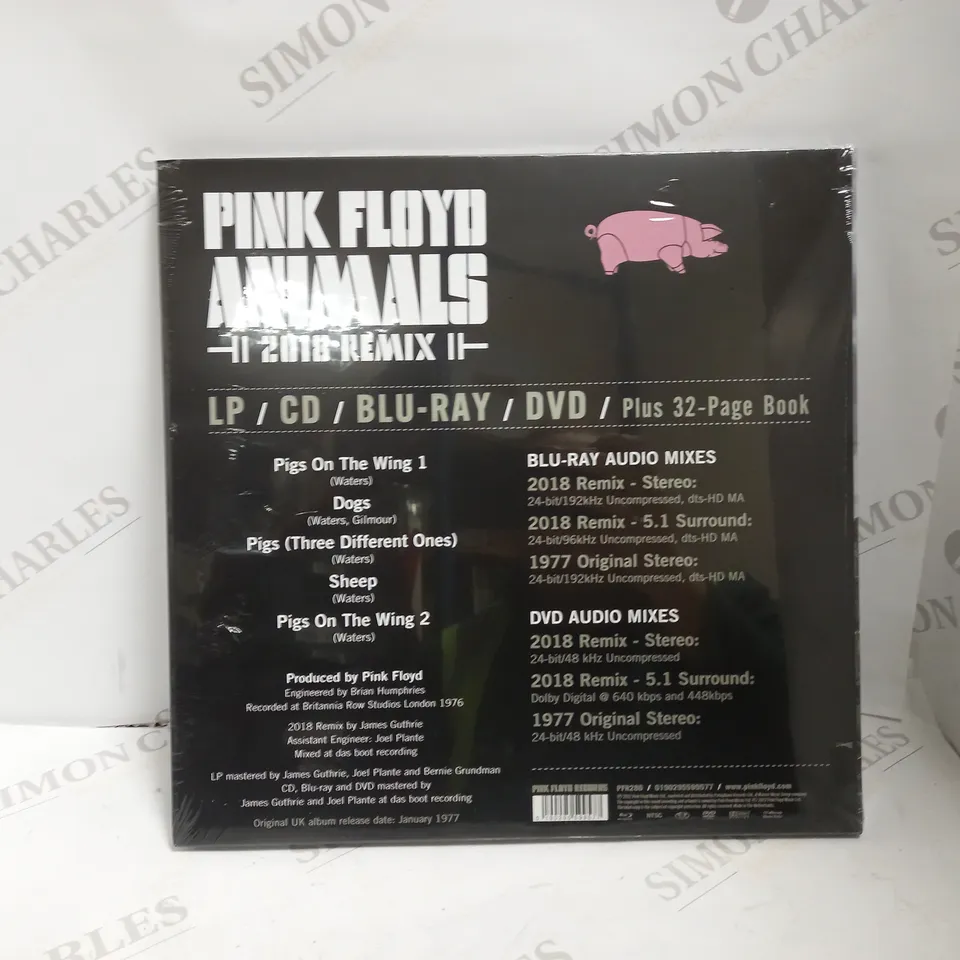 PINK FLOYD
ANIMALS
2018 REMIX
LP / CD / BLU-RAY / DVD / Plus 32-Page Book
Pigs On The Wing 1
(Waters)
Dogs
(Waters, Gilmour)
Pigs (Three Different Ones)
(Waters)
Sheep
(Waters)
Pigs On The Wing 2
(Waters)
Produced by Pink Floyd
Engineered by Brian Humphries
Recorded at Britannia Row Studios London 1976
2018 Remix by James Guthrie
Assistant Engineer: Joel Plante
Mixed at das boot recording
LP mastered by James Guthrie, Joel Plante and Bernie Grundman
CD, Blu-ray and DVD mastered by
James Guthrie and Joel Plante at das boot recording
Original UK album release date: January 1977
BLU-RAY AUDIO MIXES
2018 Remix - Stereo:
24-bit/192kHz Uncompressed, dts-HD MA
2018 Remix - 5.1 Surround:
24-bit/96kHz Uncompressed, dts-HD MA
1977 Original Stereo:
24-bit/192kHz Uncompressed, dts-HD MA
DVD AUDIO MIXES
2018 Remix - Stereo:
24-bit/48 kHz Uncompressed
2018 Remix - 5.1 Surround:
Dolby Digital @ 640 kbps and 448kbps
1977 Original Stereo:
24-bit/48 kHz Uncompressed
PINK FLOYD RECORDS
/ www.pinkfloyd.com
NTSC
SIMON CHARLES